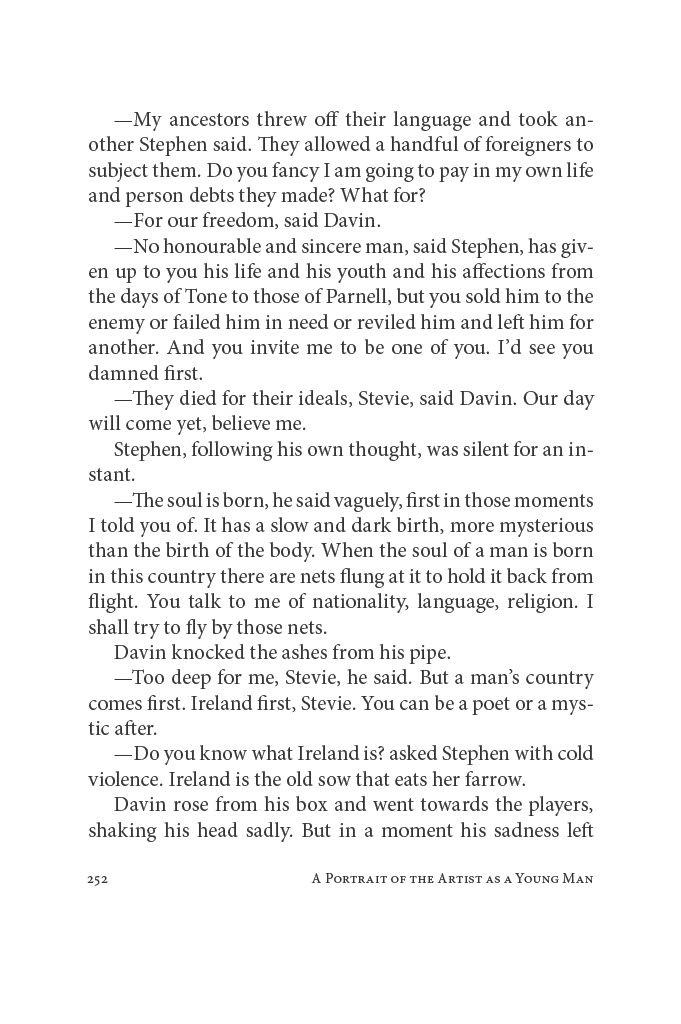 —My ancestors threw off their language and took an-
other Stephen said. They allowed a handful of foreigners to
subject them. Do you fancy I am going to pay in my own life
and person debts they made? What for?
—For our freedom, said Davin.
—No honourable and sincere man, said Stephen, has giv-
en up to you his life and his youth and his affections from
the days of Tone to those of Parnell, but you sold him to the
enemy or failed him in need or reviled him and left him for
another. And you invite me to be one of you. I’d see you
damned first.
—They died for their ideals, Stevie, said Davin. Our day
will come yet, believe me.
Stephen, following his own thought, was silent for an in-
stant.
—The soul is born, he said vaguely, first in those moments
I told you of. It has a slow and dark birth, more mysterious
than the birth of the body. When the soul of a man is born
in this country there are nets flung at it to hold it back from
flight. You talk to me of nationality, language, religion. I
shall try to fly by those nets.
Davin knocked the ashes from his pipe.
—Too deep for me, Stevie, he said. But a man’s country
comes first. Ireland first, Stevie. You can be a poet or a mys-
tic after.
—Do you know what Ireland is? asked Stephen with cold
violence. Ireland is the old sow that eats her farrow.
Davin rose from his box and went towards the players,
shaking his head sadly. But in a moment his sadness left
252 A Portrait of the Artist as a Young Man